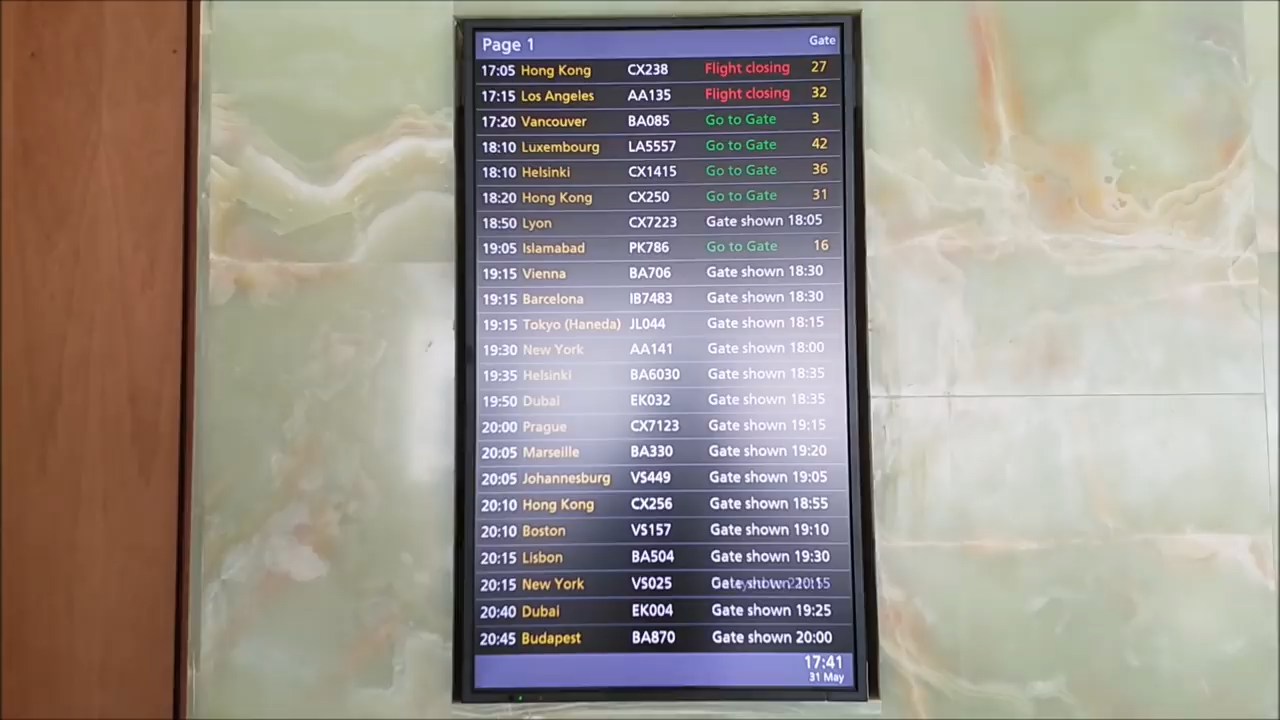 Page 1 Gate
17:05 Hong Kong CX238 Flight closing 27
17:15 Los Angeles AA135 Flight closing 32
17:20 Vancouver BA085 Go to Gate 3
18:10 Luxembourg LA5557 Go to Gate 42
18:10 Helsinki CX1415 Go to Gate 36
18:20 Hong Kong CX250 Go to Gate 31
18:50 Lyon CX7223 Gate shown 18:05
19:05 Islamabad PK786 Go to Gate 16
19:15 Vienna BA706 Gate shown 18:30
19:15 Barcelona IB7483 Gate shown 18:30
19:15 Tokyo (Haneda) JL044 Gate shown 18:15
19:30 New York AA141 Gate shown 18:00
19:35 Helsinki BA6030 Gate shown 18:35
19:50 Dubai EK032 Gate shown 18:35
20:00 Prague CX7123 Gate shown 19:15
20:05 Marseille BA330 Gate shown 19:20
20:05 Johannesburg VS449 Gate shown 19:05
20:10 Hong Kong CX256 Gate shown 18:55
20:10 Boston VS157 Gate shown 19:10
20:15 Lisbon BA504 Gate shown 19:30
20:15 New York VS025
20:40 Dubai EK004 Gate shown 19:25
20:45 Budapest BA870 Gate shown 20:00
17:41
31 May